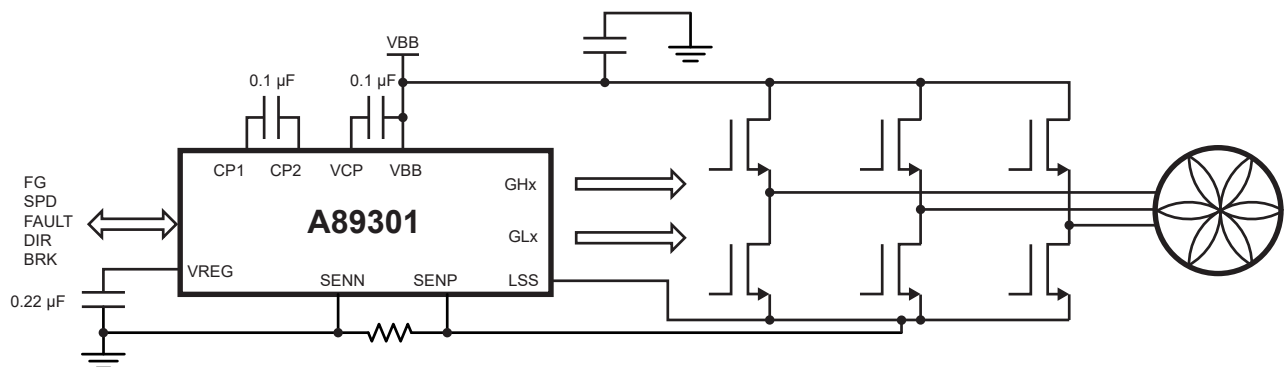 VBB
0.1 µF
0.1 µF
CP1
CP2
VCP
VBB
GHx
FG
SPD
FAULT
DIR
BRK
A89301
GLx
VREG
SENN
SENP
LSS
0.22 µF